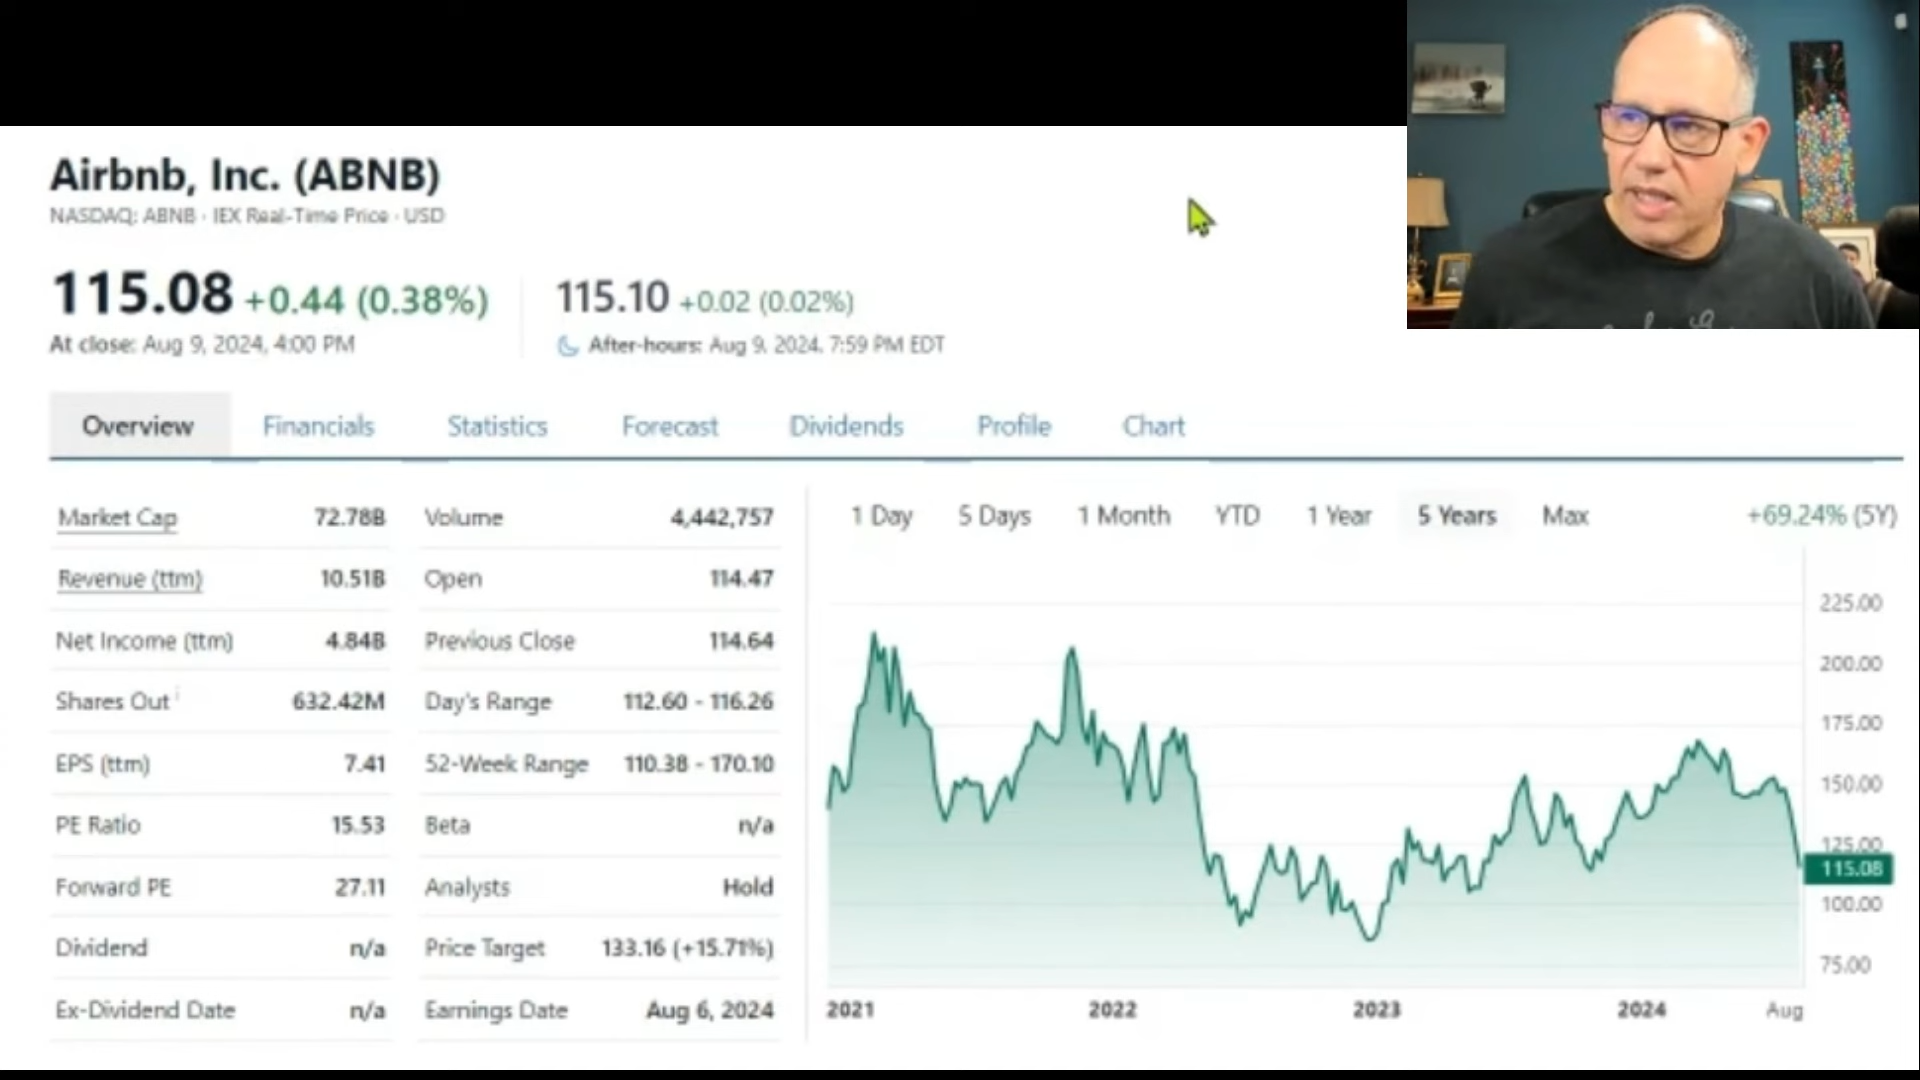 Airbnb, Inc. (ABNB)
NASDAQ: ABNB · IEX Real-Time Price · USD
115.08 +0.44 (0.38%)
At close: Aug 9, 2024, 4:00 PM
115.10 +0.02 (0.02%)
After-hours: Aug 9, 2024, 7:59 PM EDT
Overview Financials Statistics Forecast Dividends Profile Chart
Market Cap 72.78B
Revenue (ttm) 10.51B
Net Income (ttm) 4.84B
Shares Out i 632.42M
EPS (ttm) 7.41
PE Ratio 15.53
Forward PE 27.11
Dividend n/a
Ex-Dividend Date n/a
Volume 4,442,757
Open 114.47
Previous Close 114.64
Day's Range 112.60 - 116.26
52-Week Range 110.38 - 170.10
Beta n/a
Analysts Hold
Price Target 133.16 (+15.71%)
Earnings Date Aug 6, 2024
1 Day 5 Days 1 Month YTD 1 Year 5 Years Max +69.24% (5Y)
225.00
200.00
175.00
150.00
125.00
115.08
100.00
75.00
2021 2022 2023 2024 Aug